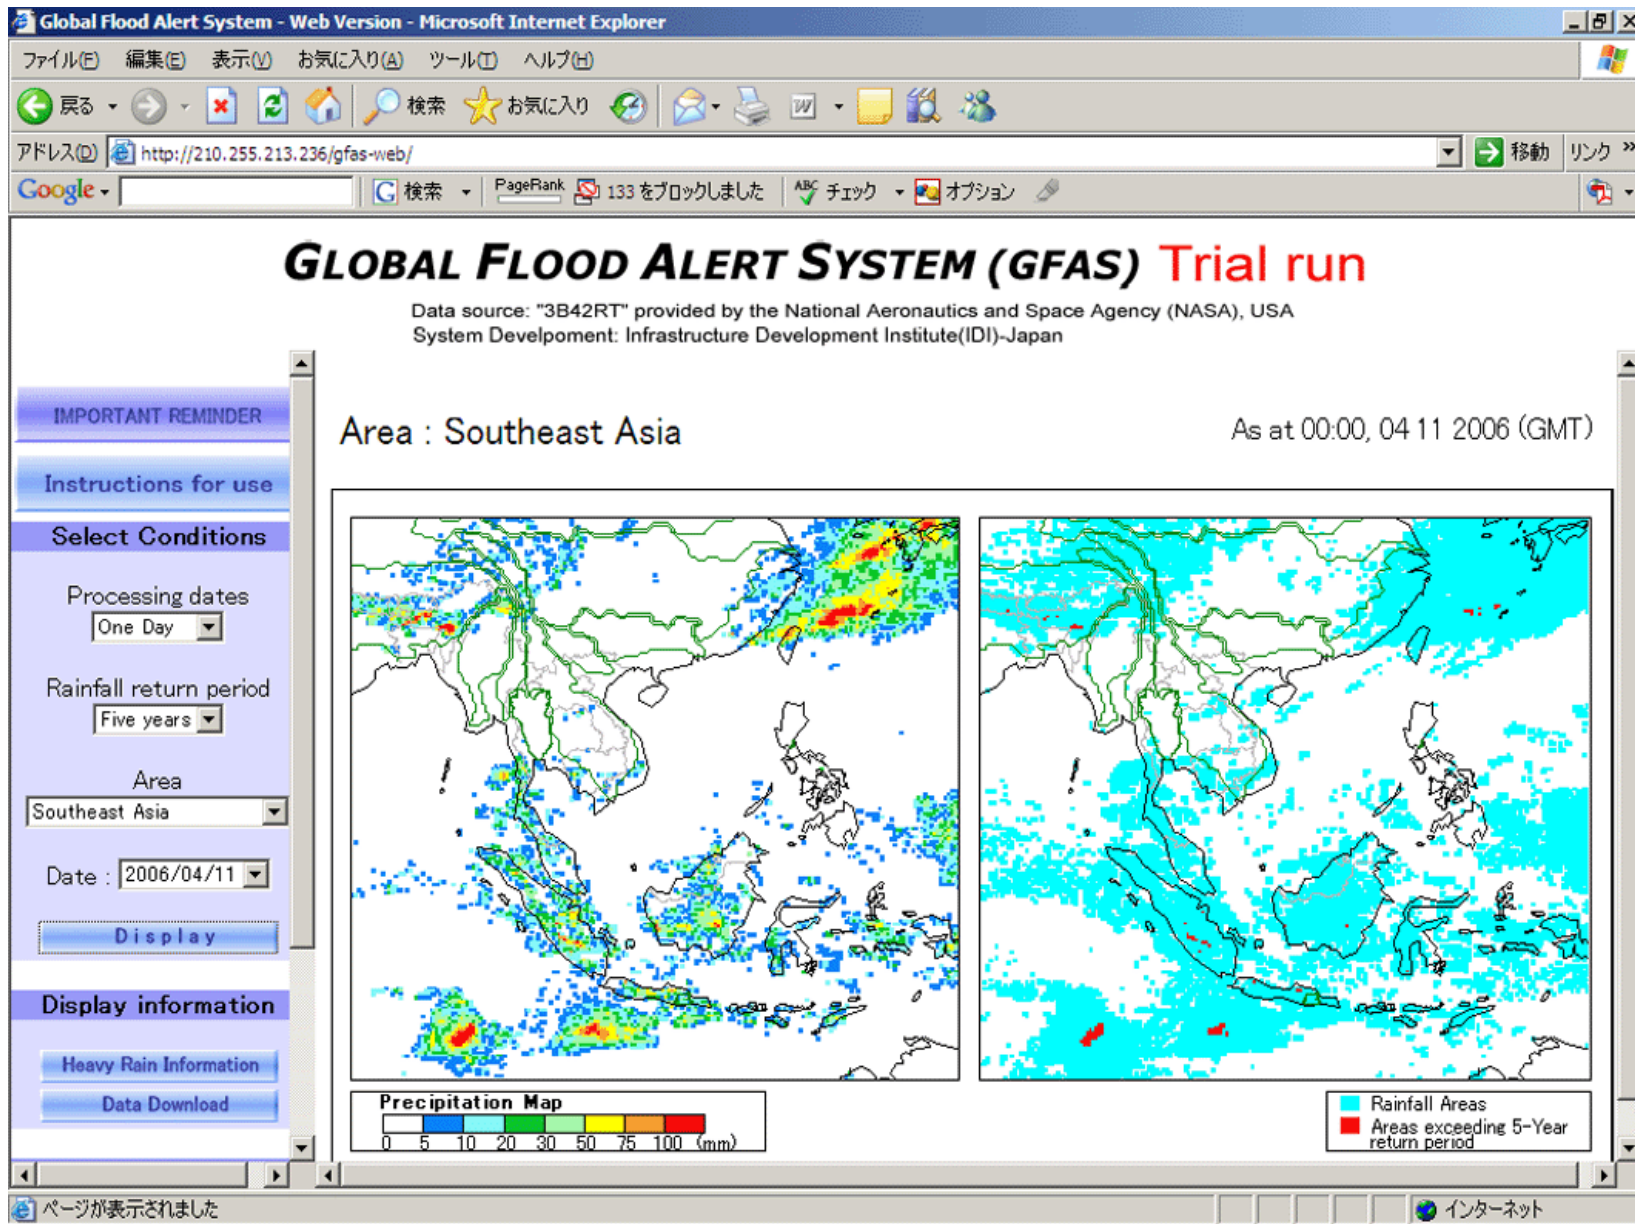 Global Flood Alert System - Web Version - Microsoft Internet Explorer
ファイル(F) 編集(E) 表示(V) お気に入り(A) ツール(T) ヘルプ(H)
戻る 検索 お気に入り
アドレス(D) http://210.255.213.236/gfas-web/ 移動 リンク »
Google 検索 PageRank 133 をブロックしました ABC チェック オプション
GLOBAL FLOOD ALERT SYSTEM (GFAS) Trial run
Data source: "3B42RT" provided by the National Aeronautics and Space Agency (NASA), USA
System Develpoment: Infrastructure Development Institute(IDI)-Japan
IMPORTANT REMINDER
Instructions for use
Select Conditions
Processing dates
One Day
Rainfall return period
Five years
Area
Southeast Asia
Date : 2006/04/11
Display
Display information
Heavy Rain Information
Data Download
Area : Southeast Asia
As at 00:00, 04 11 2006 (GMT)
Precipitation Map
0 5 10 20 30 50 75 100 (mm)
Rainfall Areas
Areas exceeding 5-Year
return period
ページが表示されました
インターネット